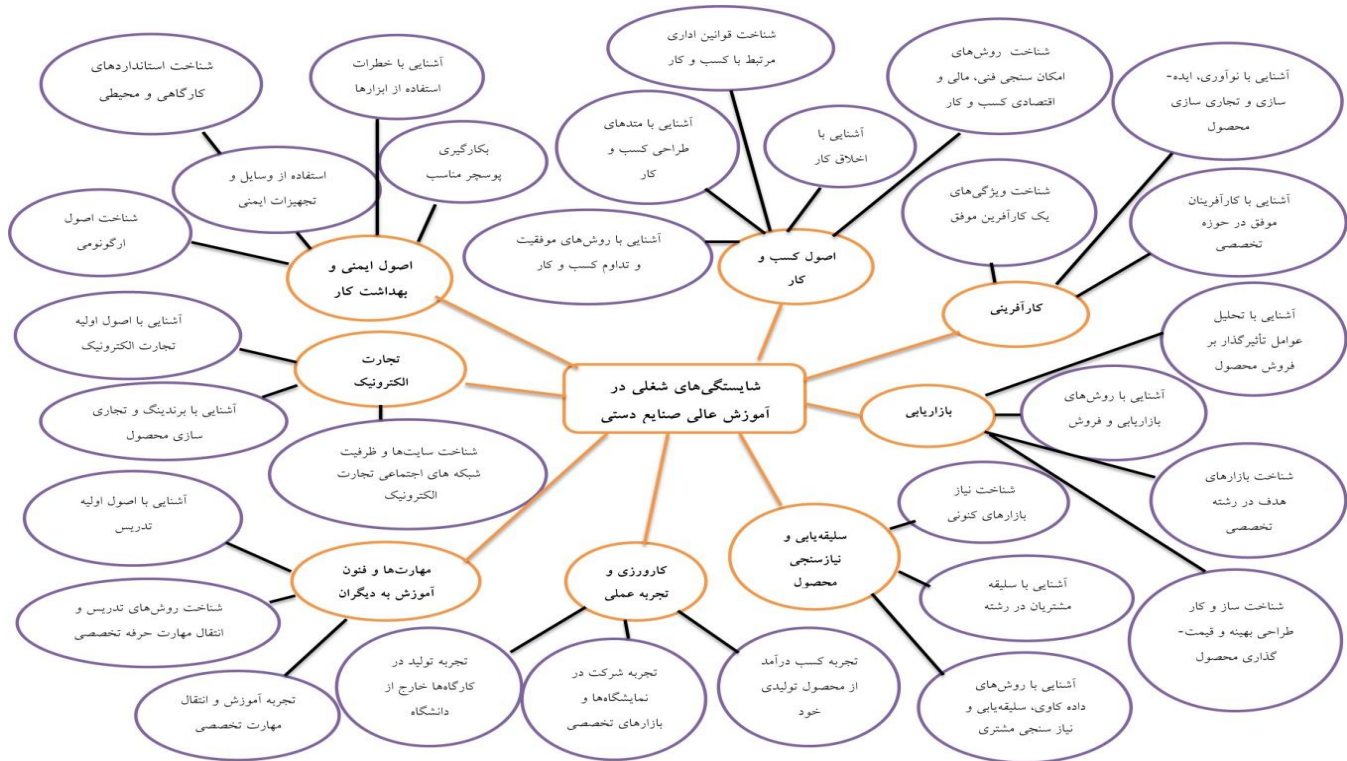 شناخت استانداردهای
کارگاهی و محیطی
آشنایی با خطرات
استفاده از ابزارها
بکارگیری
پوسچر مناسب
استفاده از وسایل و
تجهیزات ایمنی
شناخت اصول
ارگونومی
اصول ایمنی و
بهداشت کار
شناخت قوانین اداری
مرتبط با کسب و کار
شناخت روش‌های
امکان سنجی فنی، مالی و
اقتصادی کسب و کار
آشنایی با متدهای
طراحی کسب و
کار
آشنایی با
اخلاق کار
آشنایی با روش‌های موفقیت
و تداوم کسب و کار
اصول کسب و
کار
آشنایی با نوآوری، ایده-
سازی و تجاری سازی
محصول
شناخت ویژگی‌های
یک کارآفرین موفق
آشنایی با کارآفرینان
موفق در حوزه
تخصصی
کارآفرینی
آشنایی با اصول اولیه
تجارت الکترونیک
تجارت
الکترونیک
آشنایی با برندینگ و تجاری
سازی محصول
شناخت سایت‌ها و ظرفیت
شبکه های اجتماعی تجارت
الکترونیک
شایستگی‌های شغلی در
آموزش عالی صنایع دستی
بازاریابی
آشنایی با تحلیل
عوامل تأثیرگذار بر
فروش محصول
آشنایی با روش‌های
بازاریابی و فروش
شناخت بازارهای
هدف در رشته
تخصصی
شناخت ساز و کار
طراحی بهینه و قیمت-
گذاری محصول
آشنایی با اصول اولیه
تدریس
مهارت‌ها و فنون
آموزش به دیگران
شناخت روش‌های تدریس و
انتقال مهارت حرفه تخصصی
تجربه آموزش و انتقال
مهارت تخصصی
کارورزی و
تجربه عملی
تجربه تولید در
کارگاه‌ها خارج از
دانشگاه
تجربه شرکت در
نمایشگاه‌ها و
بازارهای تخصصی
تجربه کسب درآمد
از محصول تولیدی
خود
سلیقه‌یابی و
نیازسنجی
محصول
شناخت نیاز
بازارهای کنونی
آشنایی با سلیقه
مشتریان در رشته
آشنایی با روش‌های
داده کاوی، سلیقه‌یابی و
نیاز سنجی مشتری